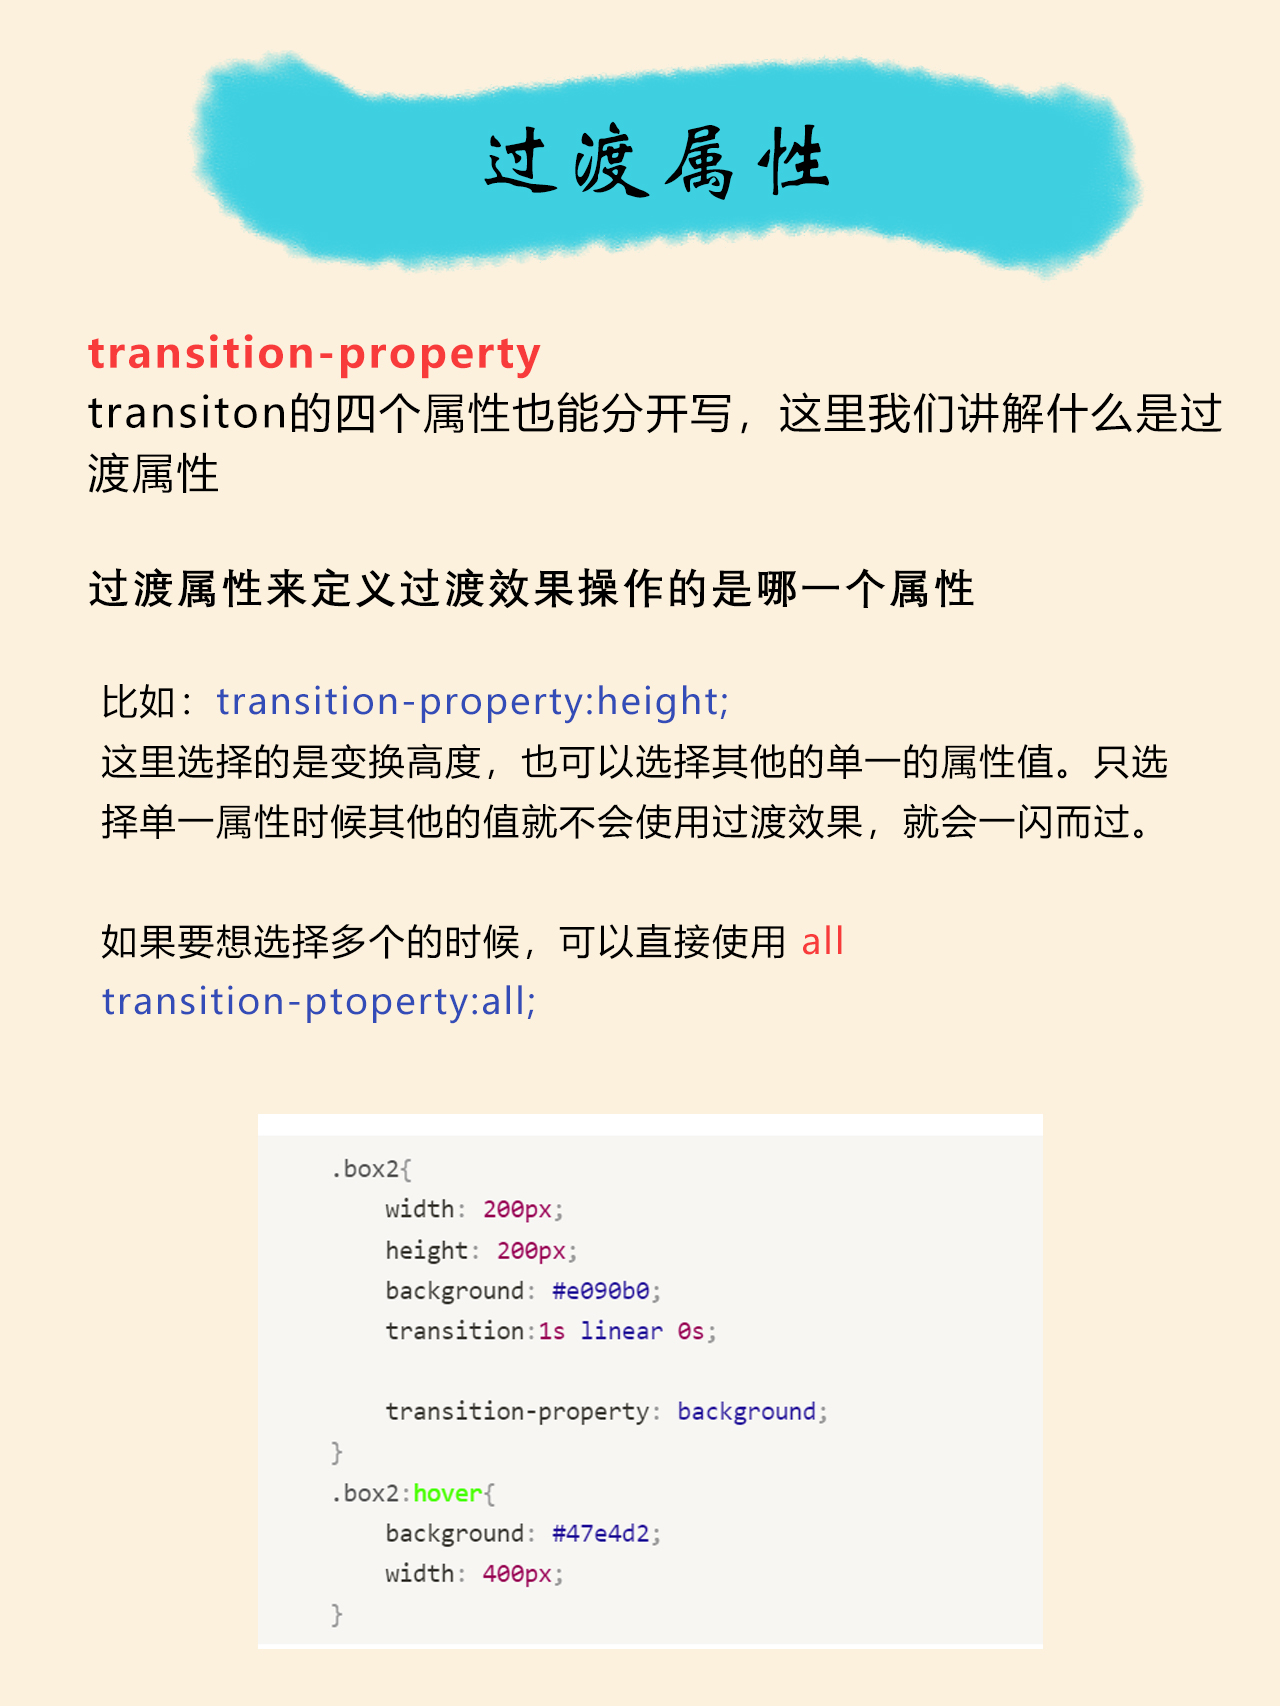 过渡属性
transition-property
transiton的四个属性也能分开写，这里我们讲解什么是过
渡属性
过渡属性来定义过渡效果操作的是哪一个属性
比如：transition-property:height;
这里选择的是变换高度，也可以选择其他的单一的属性值。只选
择单一属性时候其他的值就不会使用过渡效果，就会一闪而过。
如果要想选择多个的时候，可以直接使用 all
transition-ptoperty:all;
.box2{
width: 200px;
height: 200px;
background: #e090b0;
transition:1s linear 0s;
transition-property: background;
}
.box2:hover{
background: #47e4d2;
width: 400px;
}